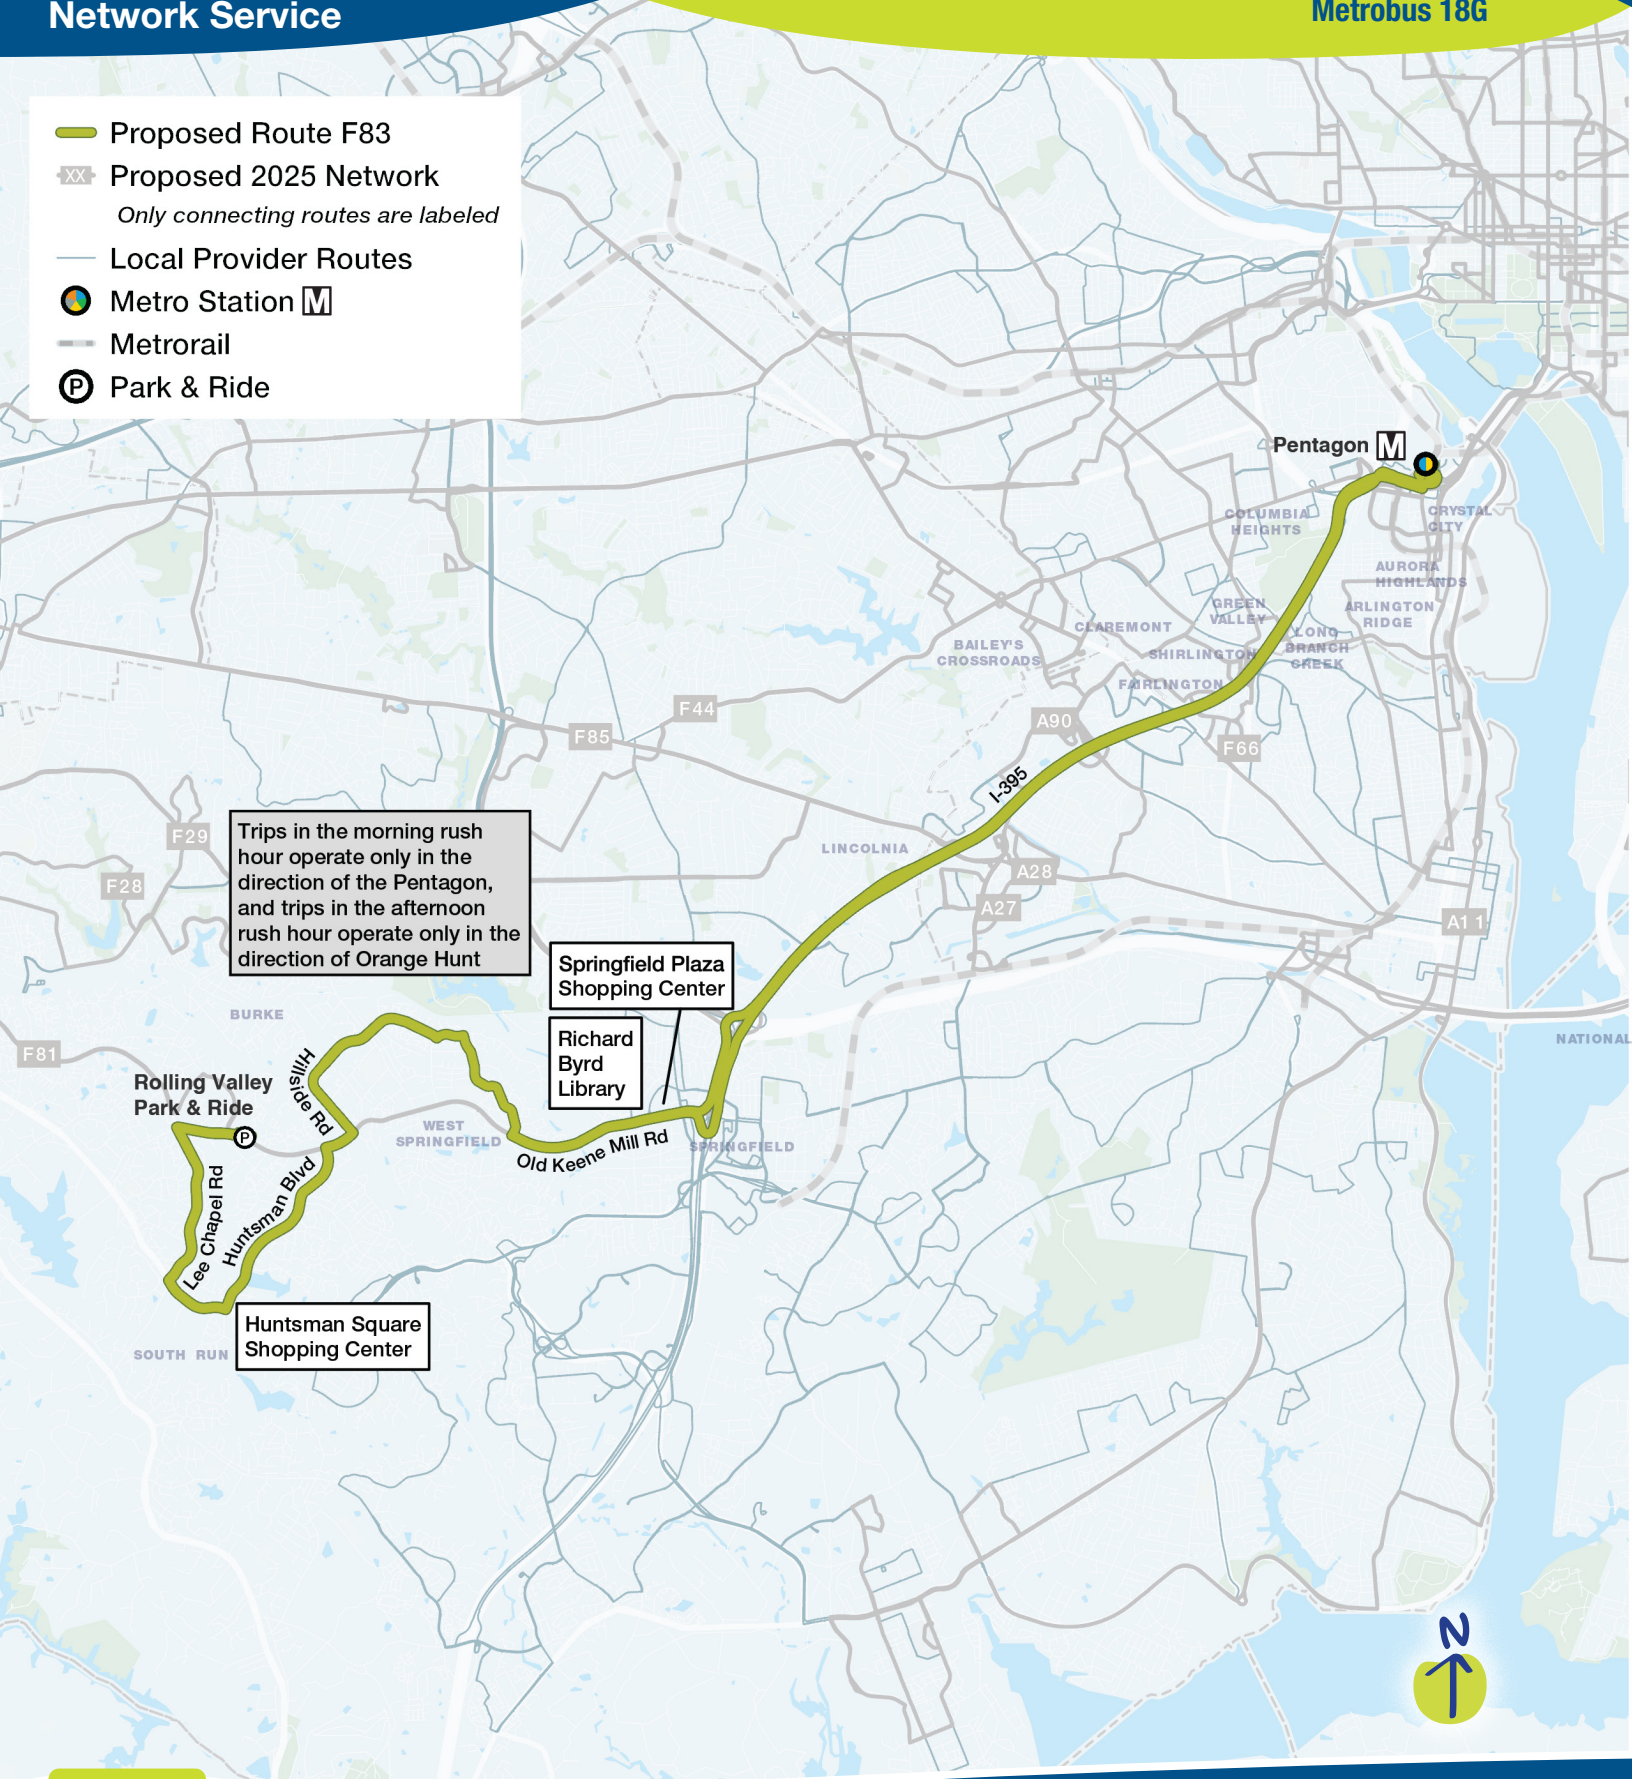 Network Service
Metrobus 18G
Proposed Route F83
XX Proposed 2025 Network
Only connecting routes are labeled
Local Provider Routes
Metro Station M
Metrorail
P Park & Ride
Pentagon M
COLUMBIA
HEIGHTS
CRYSTAL
CITY
AURORA
HIGHLANDS
ARLINGTON
RIDGE
GREEN
VALLEY
LONG
BRANCH
CREEK
CLAREMONT
SHIRLINGTON
BAILEY'S
CROSSROADS
FAIRLINGTON
F44
A90
F85
F66
I-395
F29
Trips in the morning rush
hour operate only in the
direction of the Pentagon,
and trips in the afternoon
rush hour operate only in the
direction of Orange Hunt
LINCOLNIA
A28
F28
A27
A11
Springfield Plaza
Shopping Center
BURKE
Richard
Byrd
Library
NATIONAL
F81
Hillside Rd
Rolling Valley
Park & Ride
P
WEST
SPRINGFIELD
Old Keene Mill Rd
SPRINGFIELD
Lee Chapel Rd
Huntsman Blvd
Huntsman Square
Shopping Center
SOUTH RUN
N